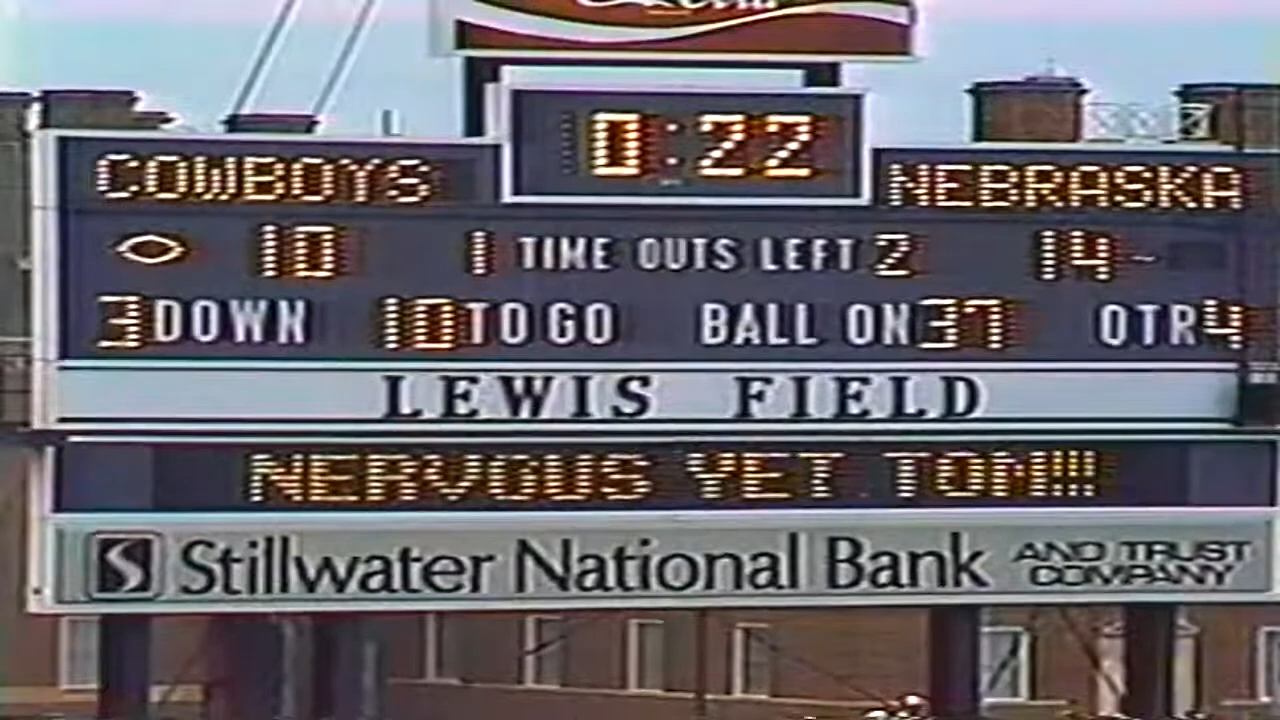 0:22
COWBOYS NEBRASKA
10 1 TIME OUTS LEFT 2 14
3 DOWN 10 TO GO BALL ON 37 QTR 4
LEWIS FIELD
NERVOUS YET TOM!!!
Stillwater National Bank AND TRUST COMPANY